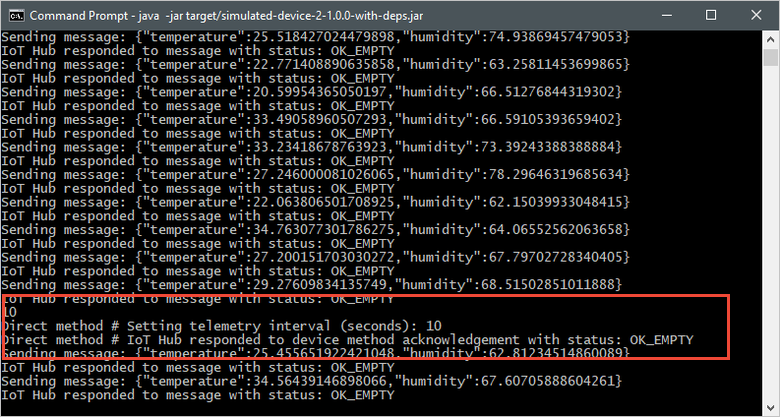 Command Prompt - java  -jar target/simulated-device-2-1.0.0-with-deps.jar
Sending message: {"temperature":25.518427024479898,"humidity":74.93869457479053}
IoT Hub responded to message with status: OK_EMPTY
Sending message: {"temperature":22.771408890635858,"humidity":63.25811453699865}
IoT Hub responded to message with status: OK_EMPTY
Sending message: {"temperature":20.59954365050197,"humidity":66.51276844319302}
IoT Hub responded to message with status: OK_EMPTY
Sending message: {"temperature":33.49058960507293,"humidity":66.59105393659402}
IoT Hub responded to message with status: OK_EMPTY
Sending message: {"temperature":33.23418678763923,"humidity":73.39243388388884}
IoT Hub responded to message with status: OK_EMPTY
Sending message: {"temperature":27.246000081026065,"humidity":78.29646319685634}
IoT Hub responded to message with status: OK_EMPTY
Sending message: {"temperature":22.063806501708925,"humidity":62.15039933048415}
IoT Hub responded to message with status: OK_EMPTY
Sending message: {"temperature":34.763077301786275,"humidity":64.06552562063658}
IoT Hub responded to message with status: OK_EMPTY
Sending message: {"temperature":27.200151703030272,"humidity":67.79702728340405}
IoT Hub responded to message with status: OK_EMPTY
Sending message: {"temperature":29.27609834135749,"humidity":68.51502851011888}
IoT Hub responded to message with status: OK_EMPTY
10
Direct method # Setting telemetry interval (seconds): 10
Direct method # IoT Hub responded to device method acknowledgement with status: OK_EMPTY
Sending message: {"temperature":25.455651922421048,"humidity":62.81234514860089}
IoT Hub responded to message with status: OK_EMPTY
Sending message: {"temperature":34.56439146898066,"humidity":67.60705888604261}
IoT Hub responded to message with status: OK_EMPTY